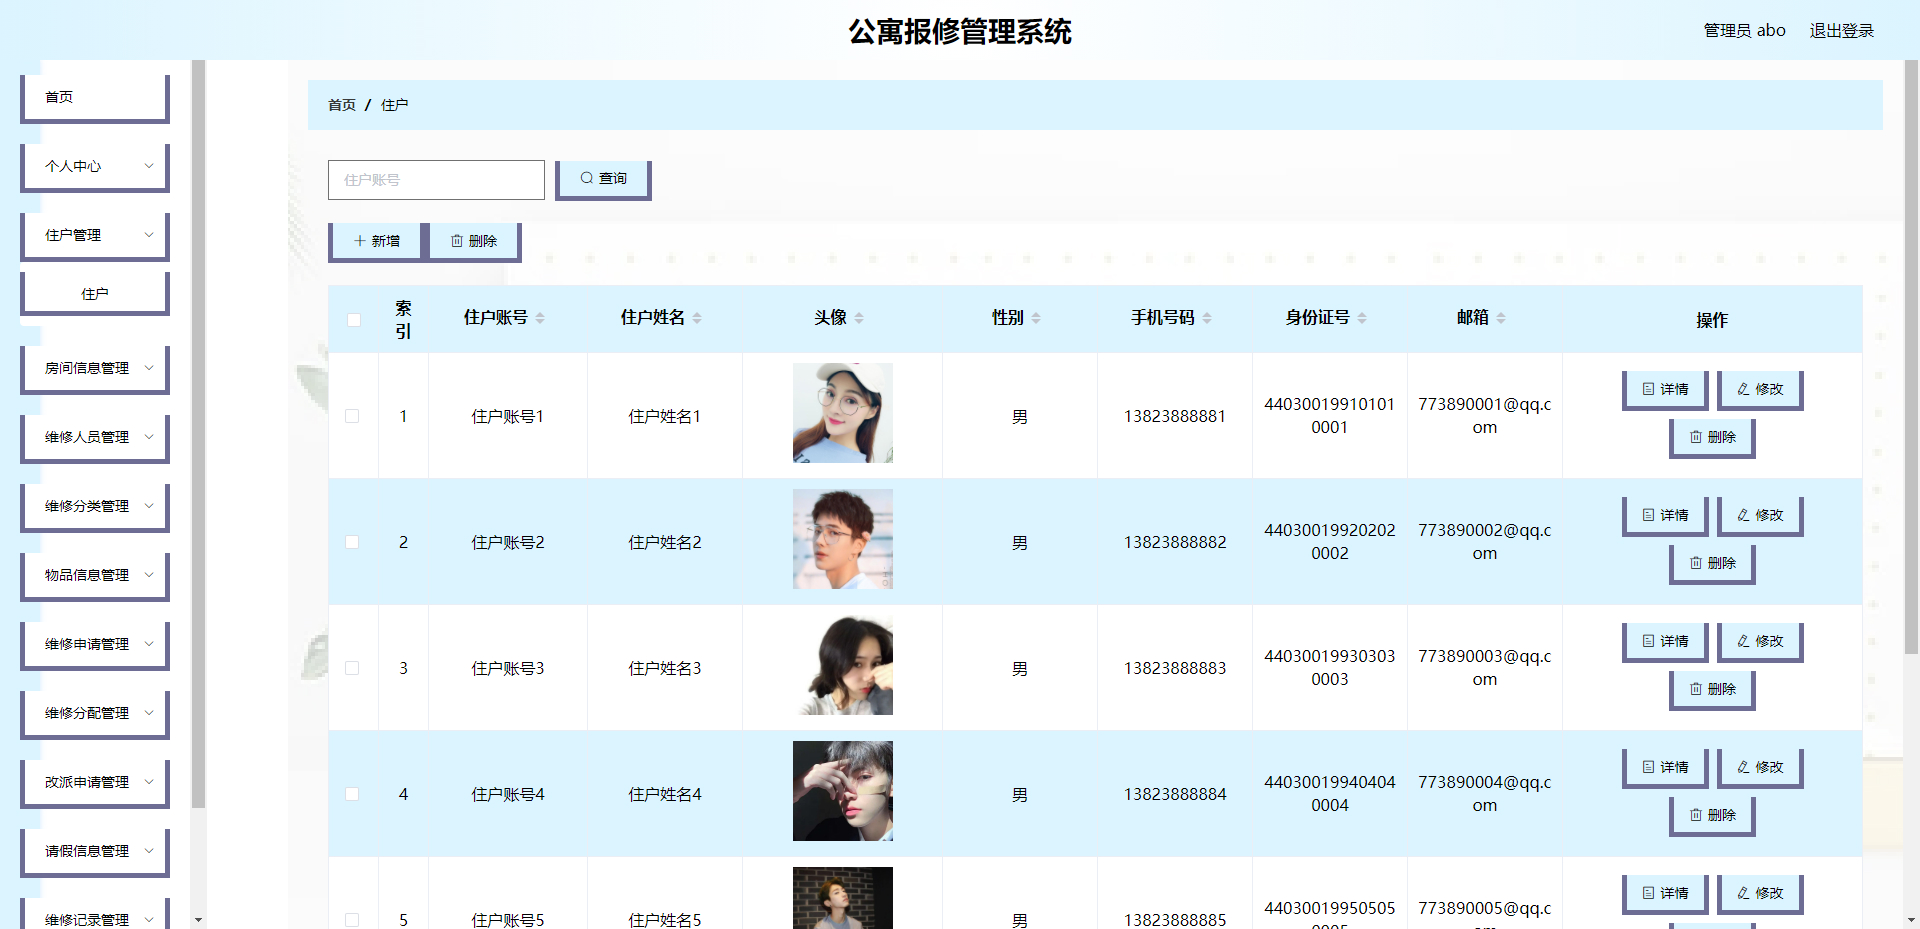 公寓报修管理系统
管理员 abo 退出登录
首页
个人中心
住户管理
住户
房间信息管理
维修人员管理
维修分类管理
物品信息管理
维修申请管理
维修分配管理
改派申请管理
请假信息管理
维修记录管理
首页 / 住户
住户账号 查询
新增 删除
索引 住户账号 住户姓名 头像 性别 手机号码 身份证号 邮箱 操作
1 住户账号1 住户姓名1 男 13823888881 440300199101010001 773890001@qq.com 详情 修改 删除
2 住户账号2 住户姓名2 男 13823888882 440300199202020002 773890002@qq.com 详情 修改 删除
3 住户账号3 住户姓名3 男 13823888883 440300199303030003 773890003@qq.com 详情 修改 删除
4 住户账号4 住户姓名4 男 13823888884 440300199404040004 773890004@qq.com 详情 修改 删除
5 住户账号5 住户姓名5 男 13823888885 44030019950505 773890005@qq.c 详情 修改